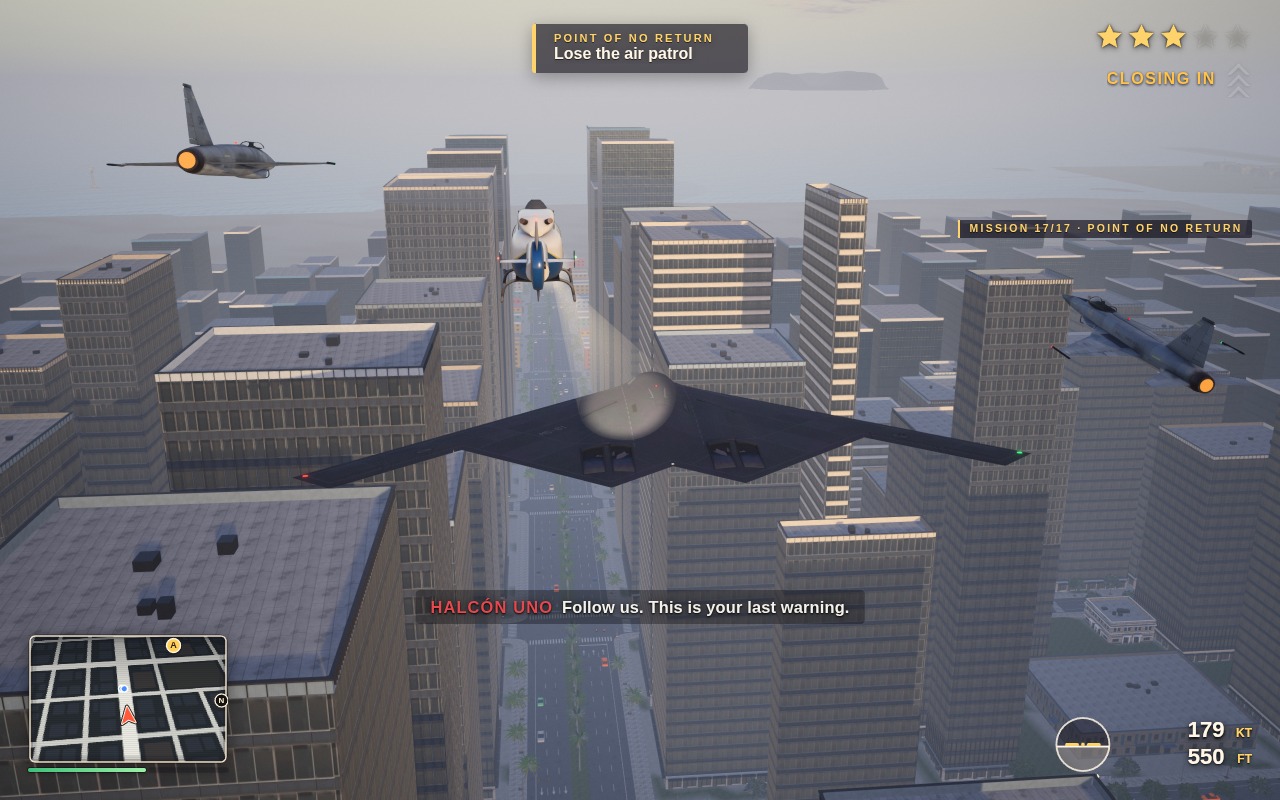 POINT OF NO RETURN
Lose the air patrol
CLOSING IN
MISSION 17/17 · POINT OF NO RETURN
HALCÓN UNO Follow us. This is your last warning.
A
N
179 KT
550 FT